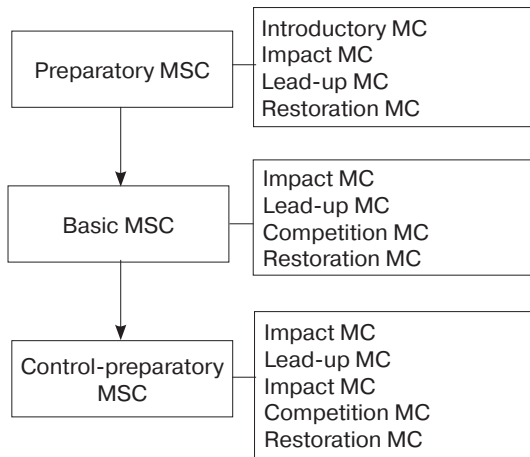 Preparatory MSC
Introductory MC
Impact MC
Lead-up MC
Restoration MC
Basic MSC
Impact MC
Lead-up MC
Competition MC
Restoration MC
Control-preparatory
MSC
Impact MC
Lead-up MC
Impact MC
Competition MC
Restoration MC